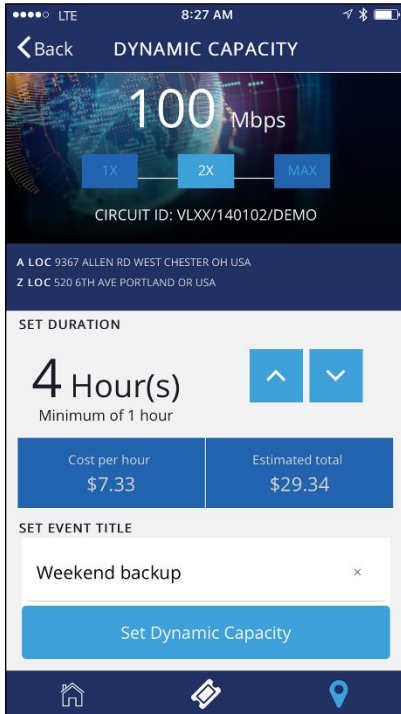 LTE 8:27 AM
Back DYNAMIC CAPACITY
100 Mbps
1X 2X MAX
CIRCUIT ID: VLXX/140102/DEMO
A LOC 9367 ALLEN RD WEST CHESTER OH USA
Z LOC 520 6TH AVE PORTLAND OR USA
SET DURATION
4 Hour(s)
Minimum of 1 hour
Cost per hour Estimated total
$7.33 $29.34
SET EVENT TITLE
Weekend backup ×
Set Dynamic Capacity